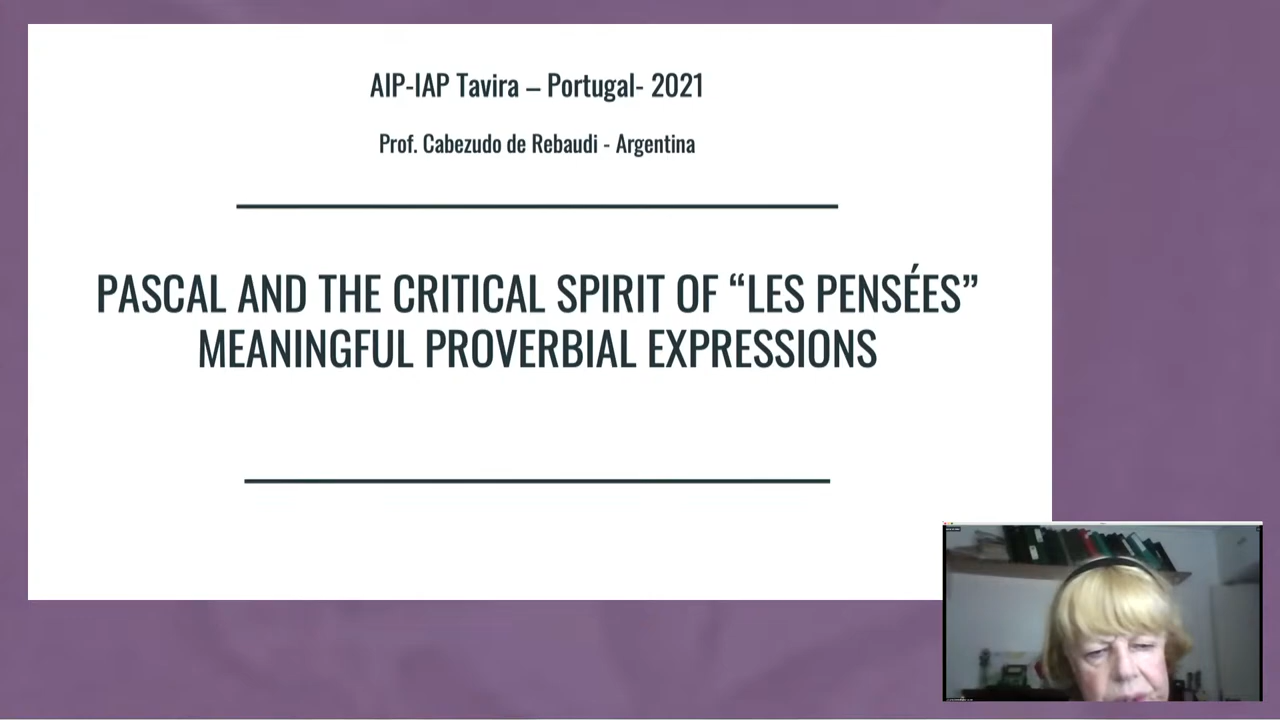 AIP-IAP Tavira – Portugal- 2021
Prof. Cabezudo de Rebaudi - Argentina
PASCAL AND THE CRITICAL SPIRIT OF “LES PENSÉES”
MEANINGFUL PROVERBIAL EXPRESSIONS